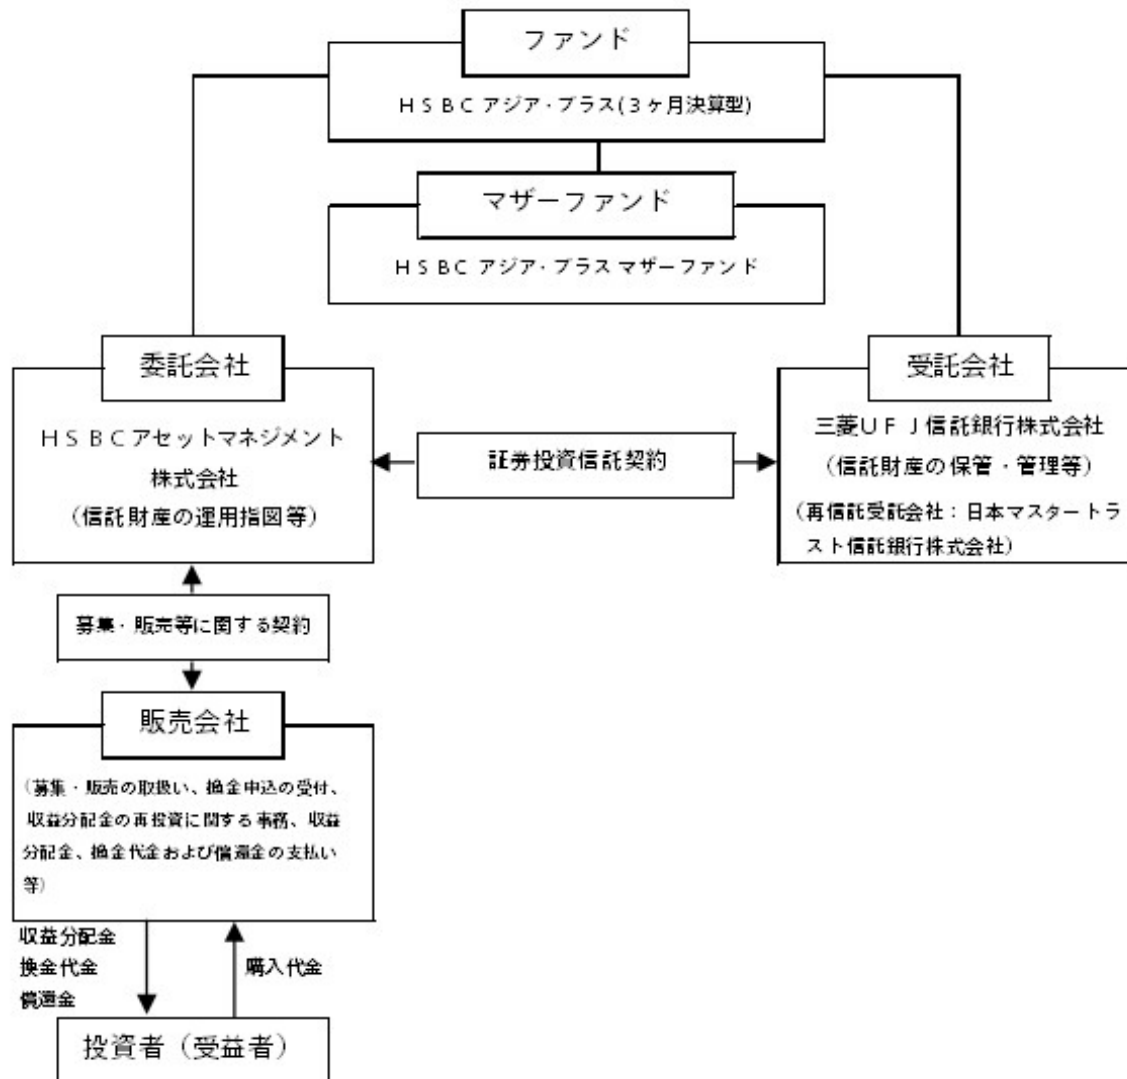 ファンド
ＨＳＢＣ アジア・プラス(３ヶ月決算型)
マザーファンド
ＨＳＢＣ アジア・プラス マザーファンド
委託会社
ＨＳＢＣアセットマネジメント
株式会社
（信託財産の運用指図等）
証券投資信託契約
受託会社
三菱ＵＦＪ信託銀行株式会社
（信託財産の保管・管理等）
（再信託受託会社：日本マスタートラ
スト信託銀行株式会社）
募集・販売等に関する契約
販売会社
（募集・販売の取扱い、換金申込の受付、
収益分配金の再投資に関する事務、収益
分配金、換金代金および償還金の支払い
等）
収益分配金
換金代金
償還金
購入代金
投資者（受益者）